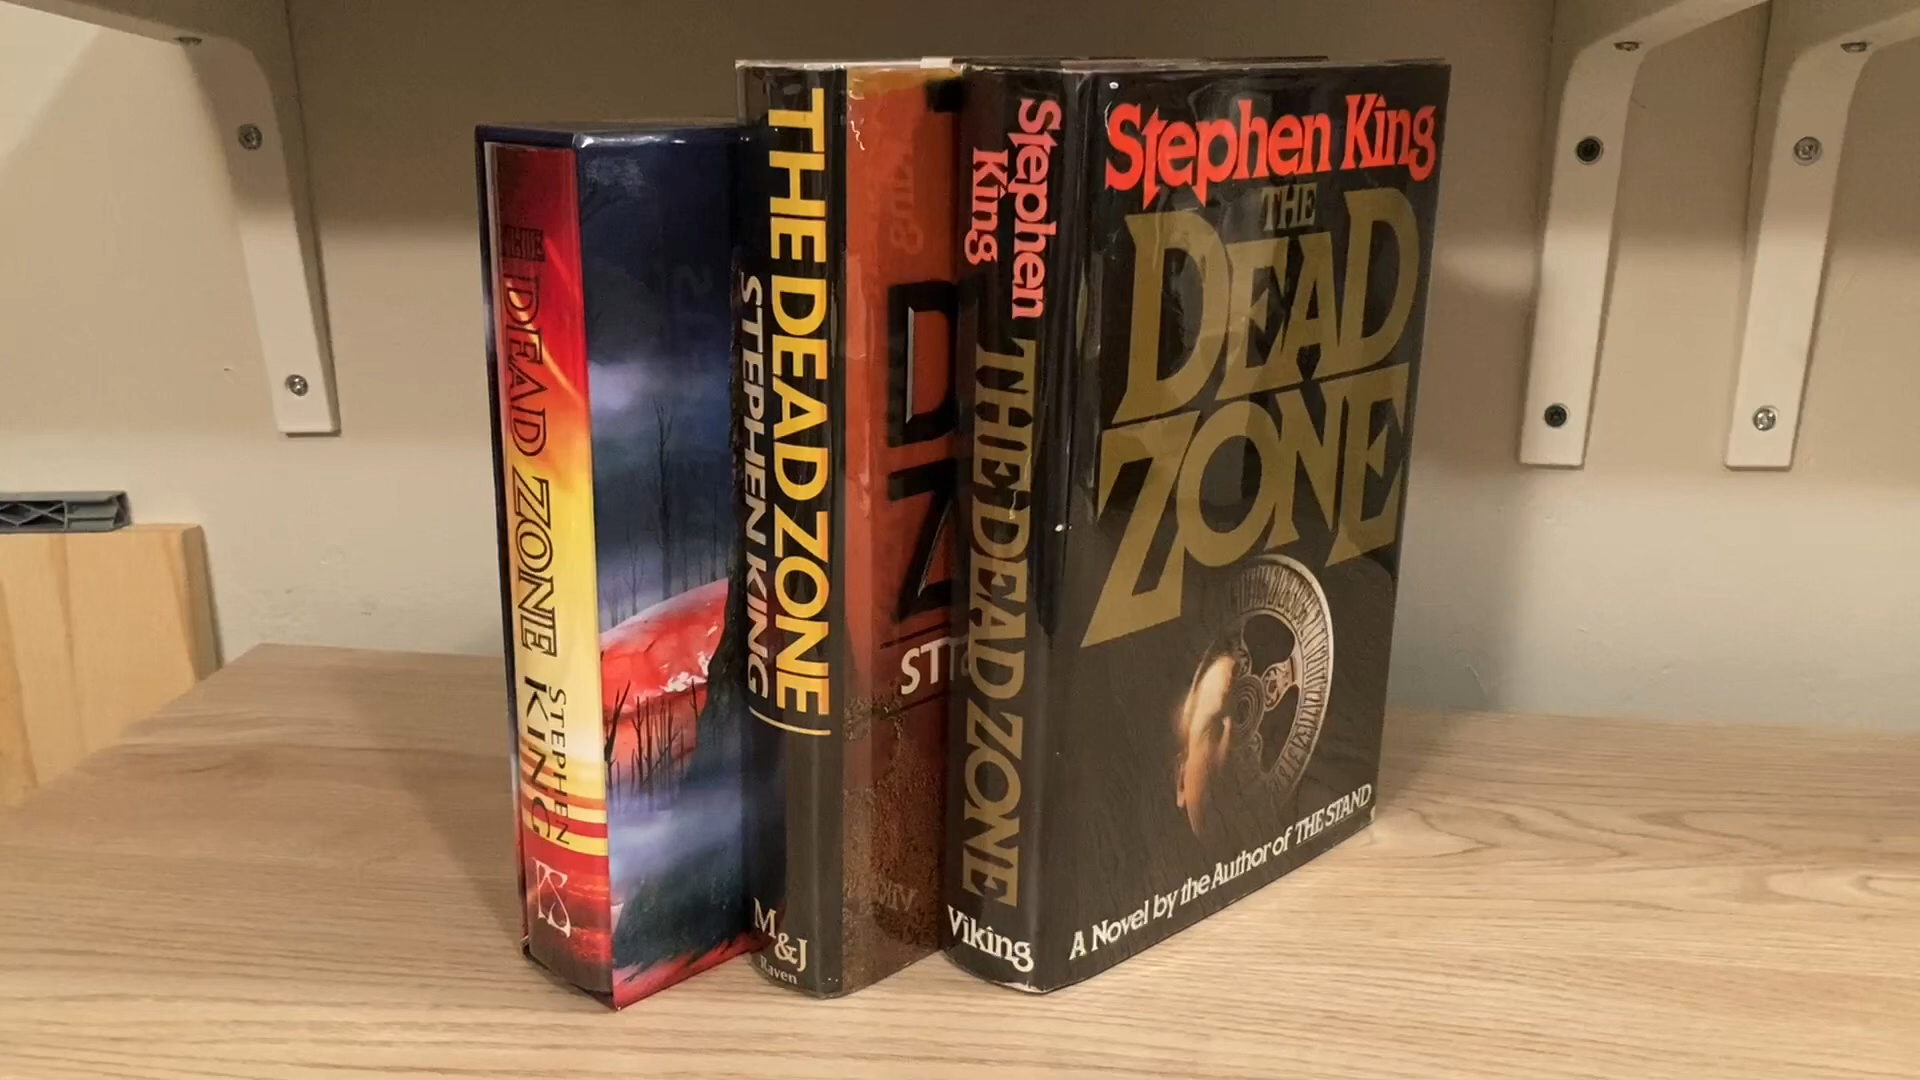 THE DEAD ZONE
STEPHEN
KING
THE DEAD ZONE
STEPHEN KING
M&J
Raven
D
Z
Stephen
King
THE DEAD ZONE
Viking
Stephen King
THE
DEAD
ZONE
A Novel by the Author of THE STAND